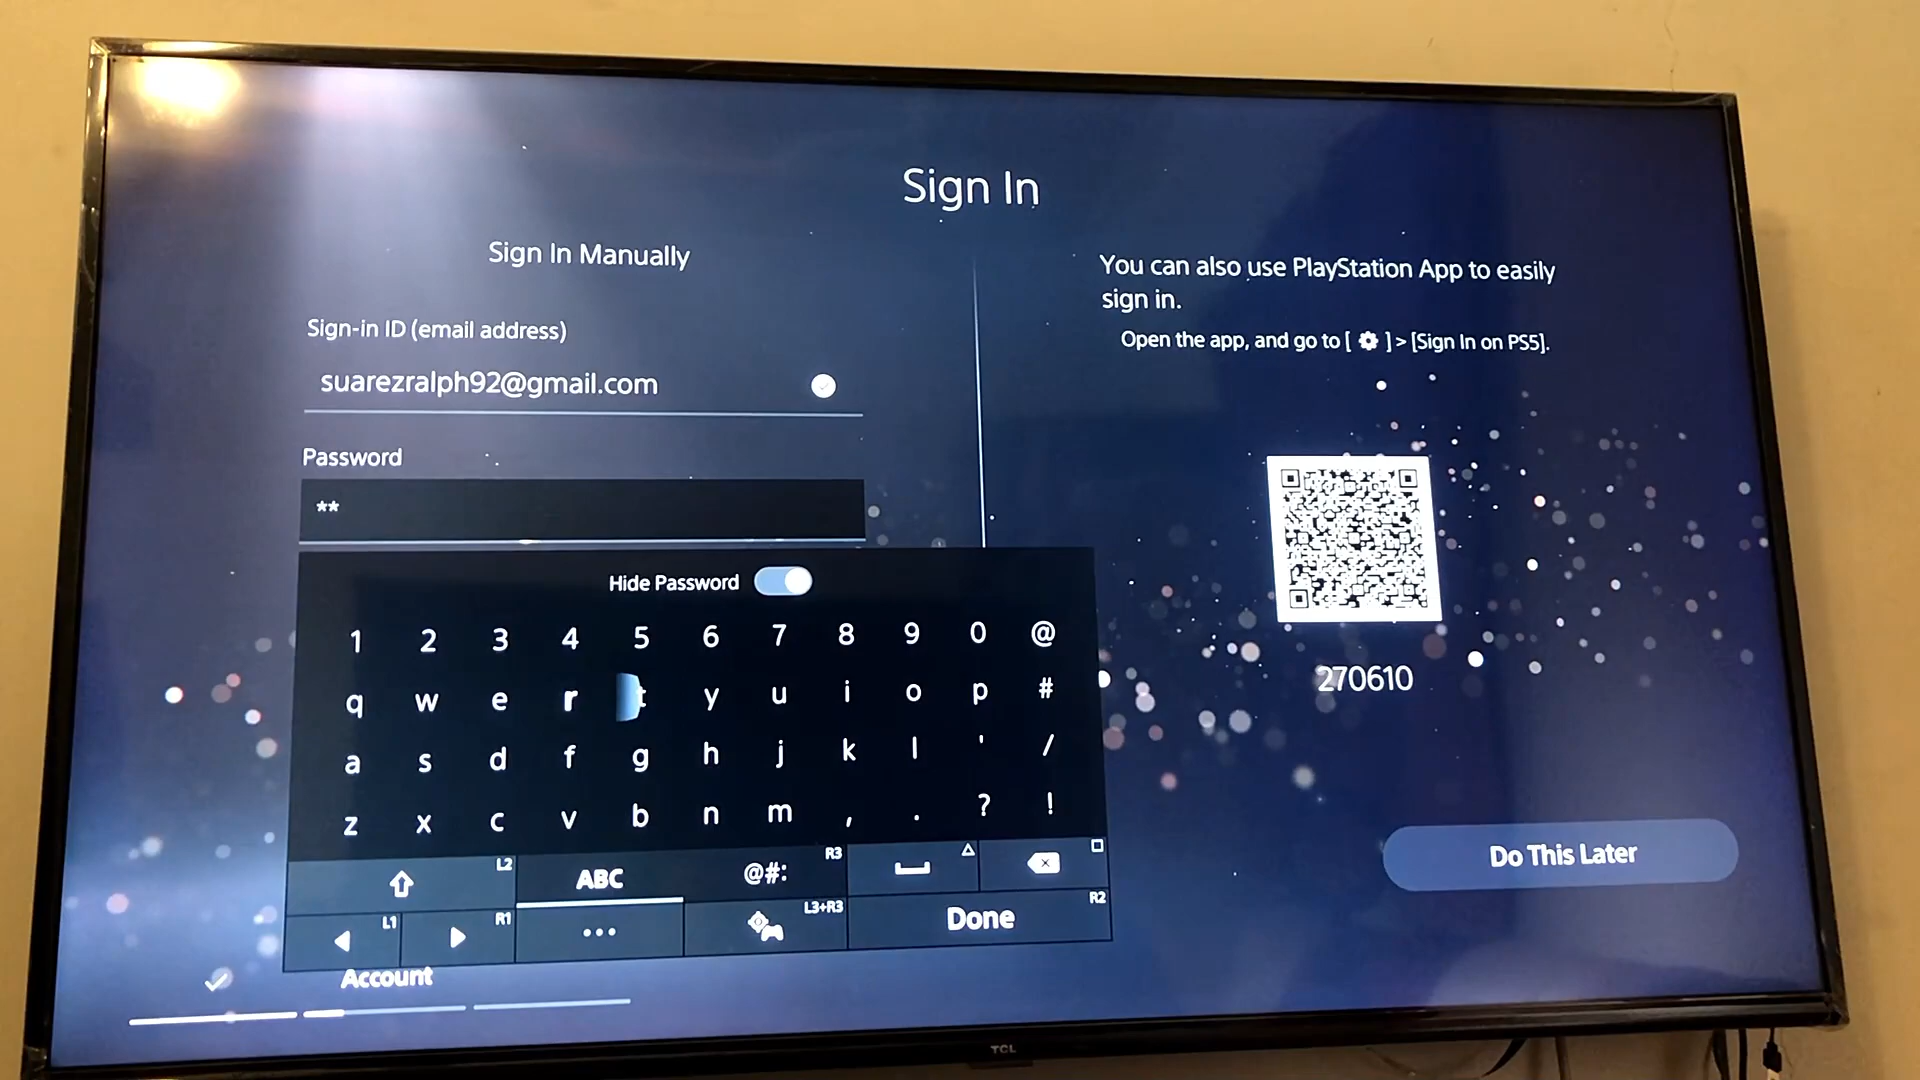 Sign In
Sign In Manually
Sign-in ID (email address)
suarezralph92@gmail.com
Password
**
You can also use PlayStation App to easily
sign in.
Open the app, and go to [ ] > [Sign In on PS5].
270610
Do This Later
Hide Password
1 2 3 4 5 6 7 8 9 0 @
q w e r t y u i o p #
a s d f g h j k l ' /
z x c v b n m , . ? !
L2
ABC
@#: R3
L1
R1
...
L3+R3
Done R2
Account
TCL